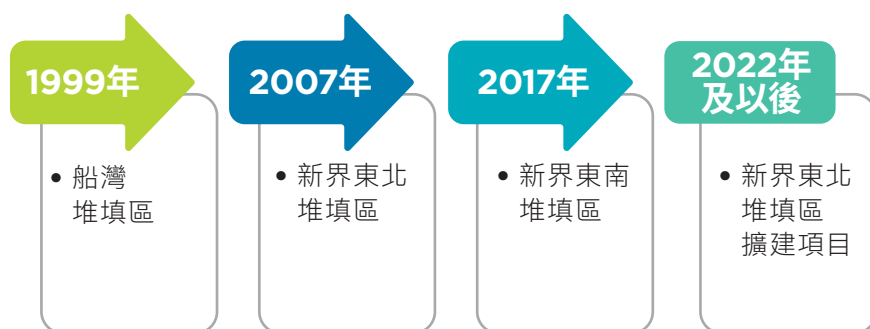 1999年
• 船灣
堆填區
2007年
• 新界東北
堆填區
2017年
• 新界東南
堆填區
2022年
及以後
• 新界東北
堆填區
擴建項目